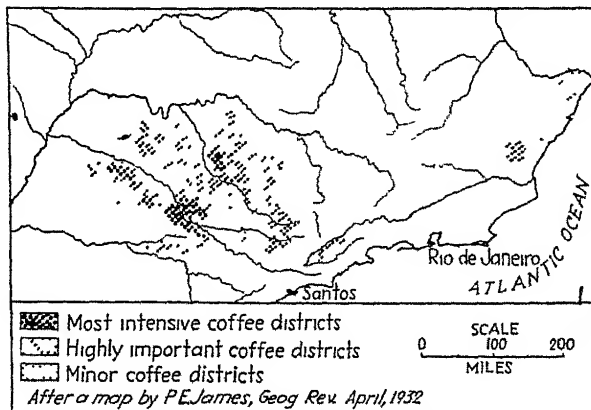 Rio de Janeiro
ATLANTIC OCEAN
Santos
Most intensive coffee districts
Highly important coffee districts
Minor coffee districts
SCALE
0 100 200
MILES
After a map by P.E.James, Geog Rev. April, 1932